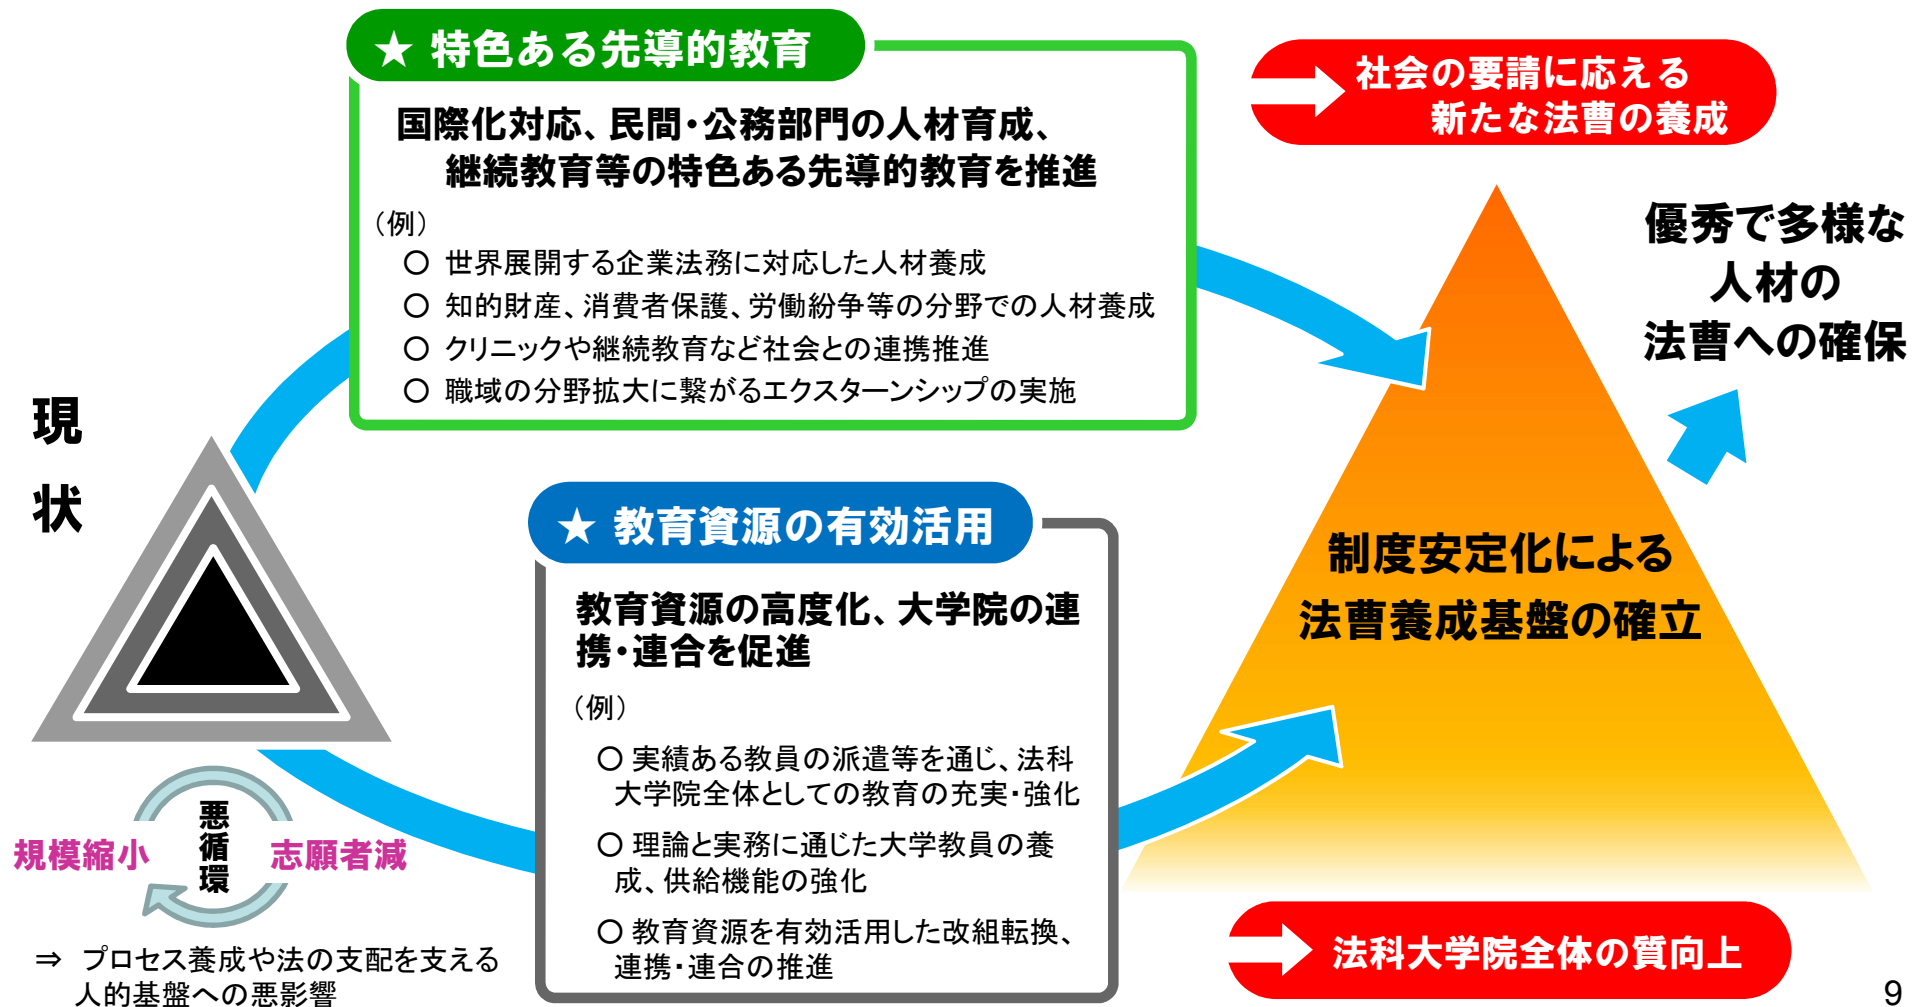 ★ 特色ある先導的教育
国際化対応、民間・公務部門の人材育成、
継続教育等の特色ある先導的教育を推進
(例)
○ 世界展開する企業法務に対応した人材養成
○ 知的財産、消費者保護、労働紛争等の分野での人材養成
○ クリニックや継続教育など社会との連携推進
○ 職域の分野拡大に繋がるエクスターンシップの実施
社会の要請に応える
新たな法曹の養成
優秀で多様な
人材の
法曹への確保
現
状
★ 教育資源の有効活用
教育資源の高度化、大学院の連
携・連合を促進
(例)
○ 実績ある教員の派遣等を通じ、法科
大学院全体としての教育の充実・強化
○ 理論と実務に通じた大学教員の養
成、供給機能の強化
○ 教育資源を有効活用した改組転換、
連携・連合の推進
制度安定化による
法曹養成基盤の確立
悪循環
規模縮小
志願者減
⇒ プロセス養成や法の支配を支える
人的基盤への悪影響
法科大学院全体の質向上
9